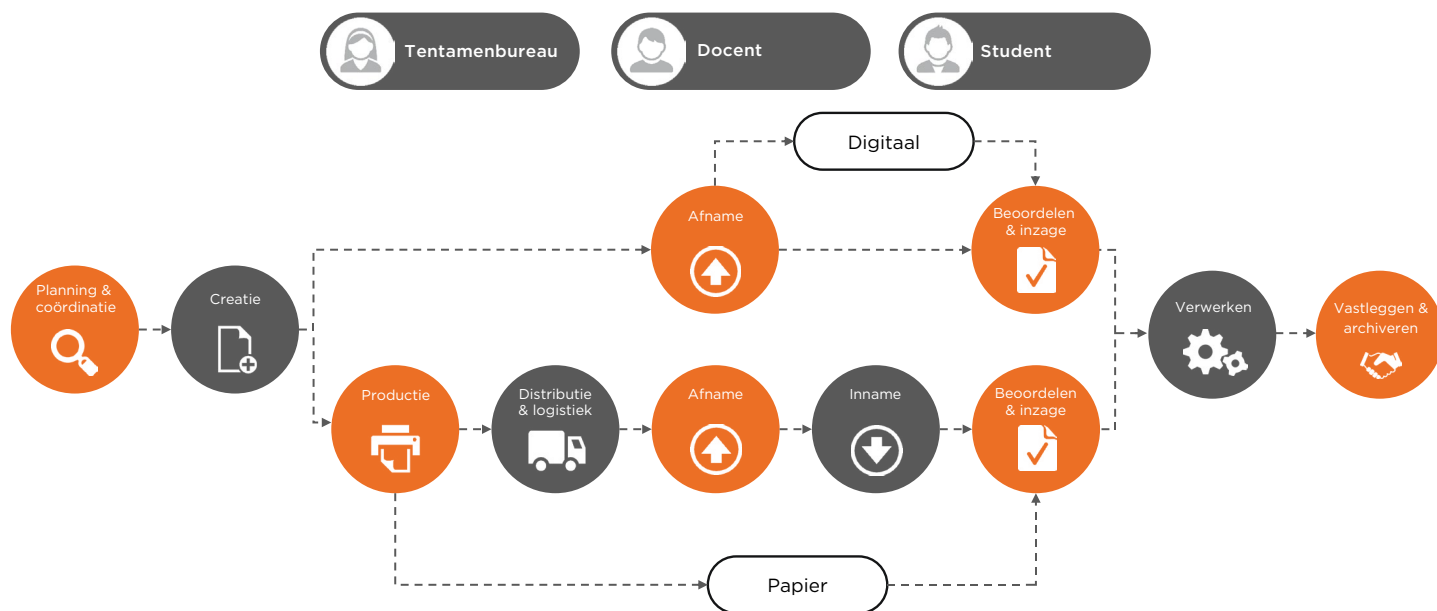 Tentamenbureau
Docent
Student
Digitaal
Afname
Beoordelen
& inzage
Planning &
coördinatie
Creatie
Verwerken
Vastleggen &
archiveren
Productie
Distributie
& logistiek
Afname
Inname
Beoordelen
& inzage
Papier